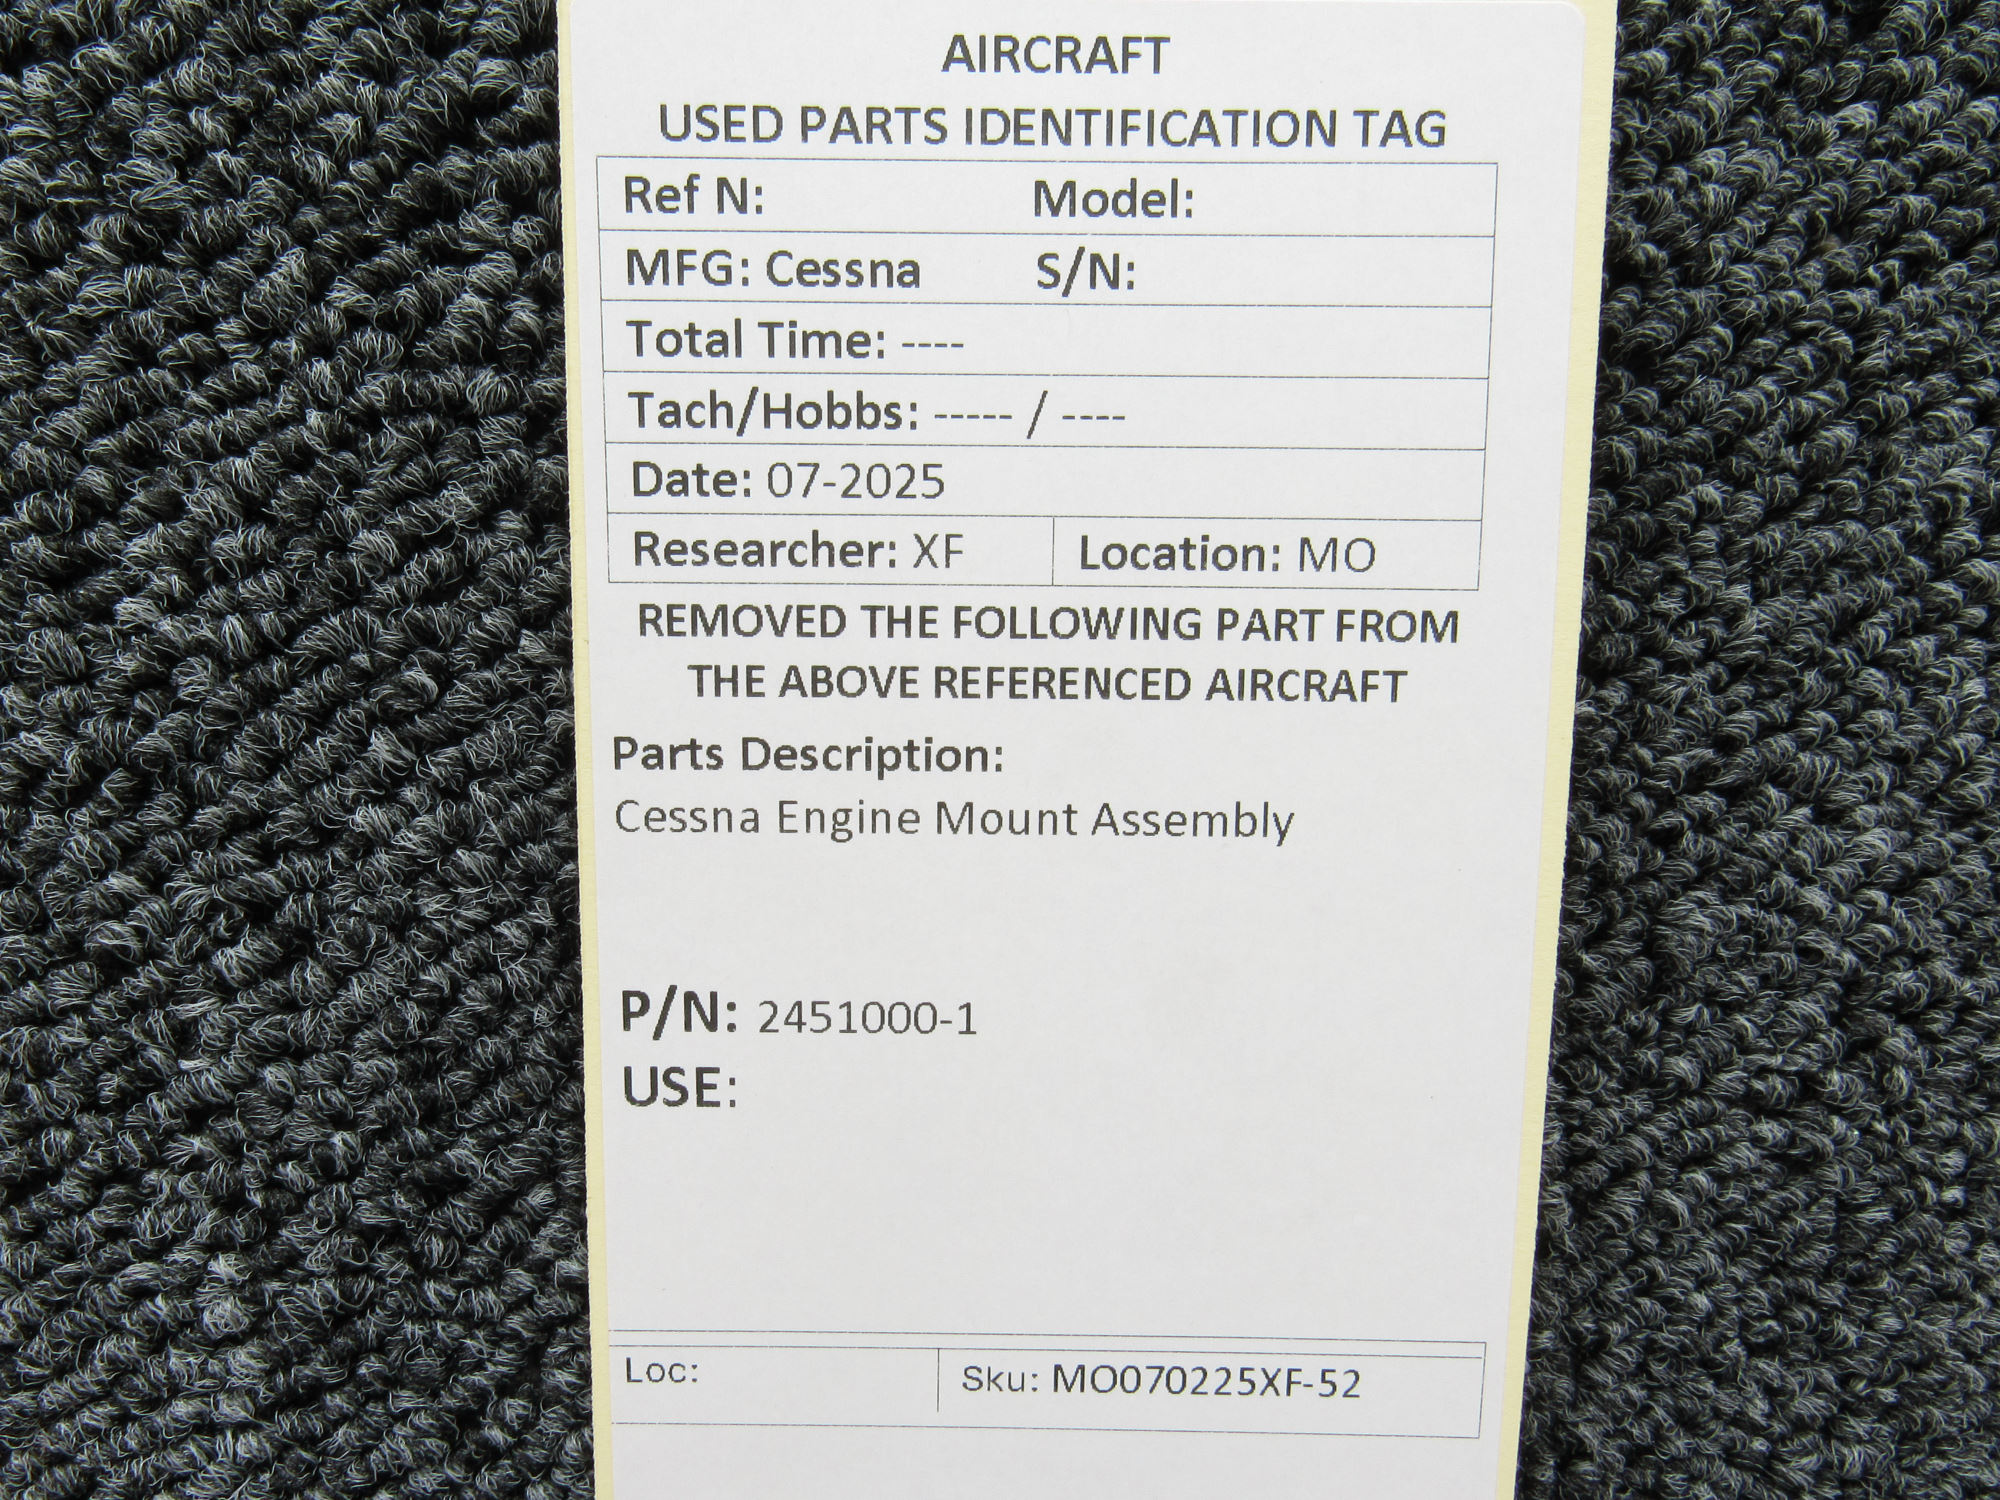 AIRCRAFT
USED PARTS IDENTIFICATION TAG
Ref N: Model:
MFG: Cessna S/N:
Total Time: ----
Tach/Hobbs: ----- / ----
Date: 07-2025
Researcher: XF Location: MO
REMOVED THE FOLLOWING PART FROM
THE ABOVE REFERENCED AIRCRAFT
Parts Description:
Cessna Engine Mount Assembly
P/N: 2451000-1
USE:
Loc: Sku: MO070225XF-52